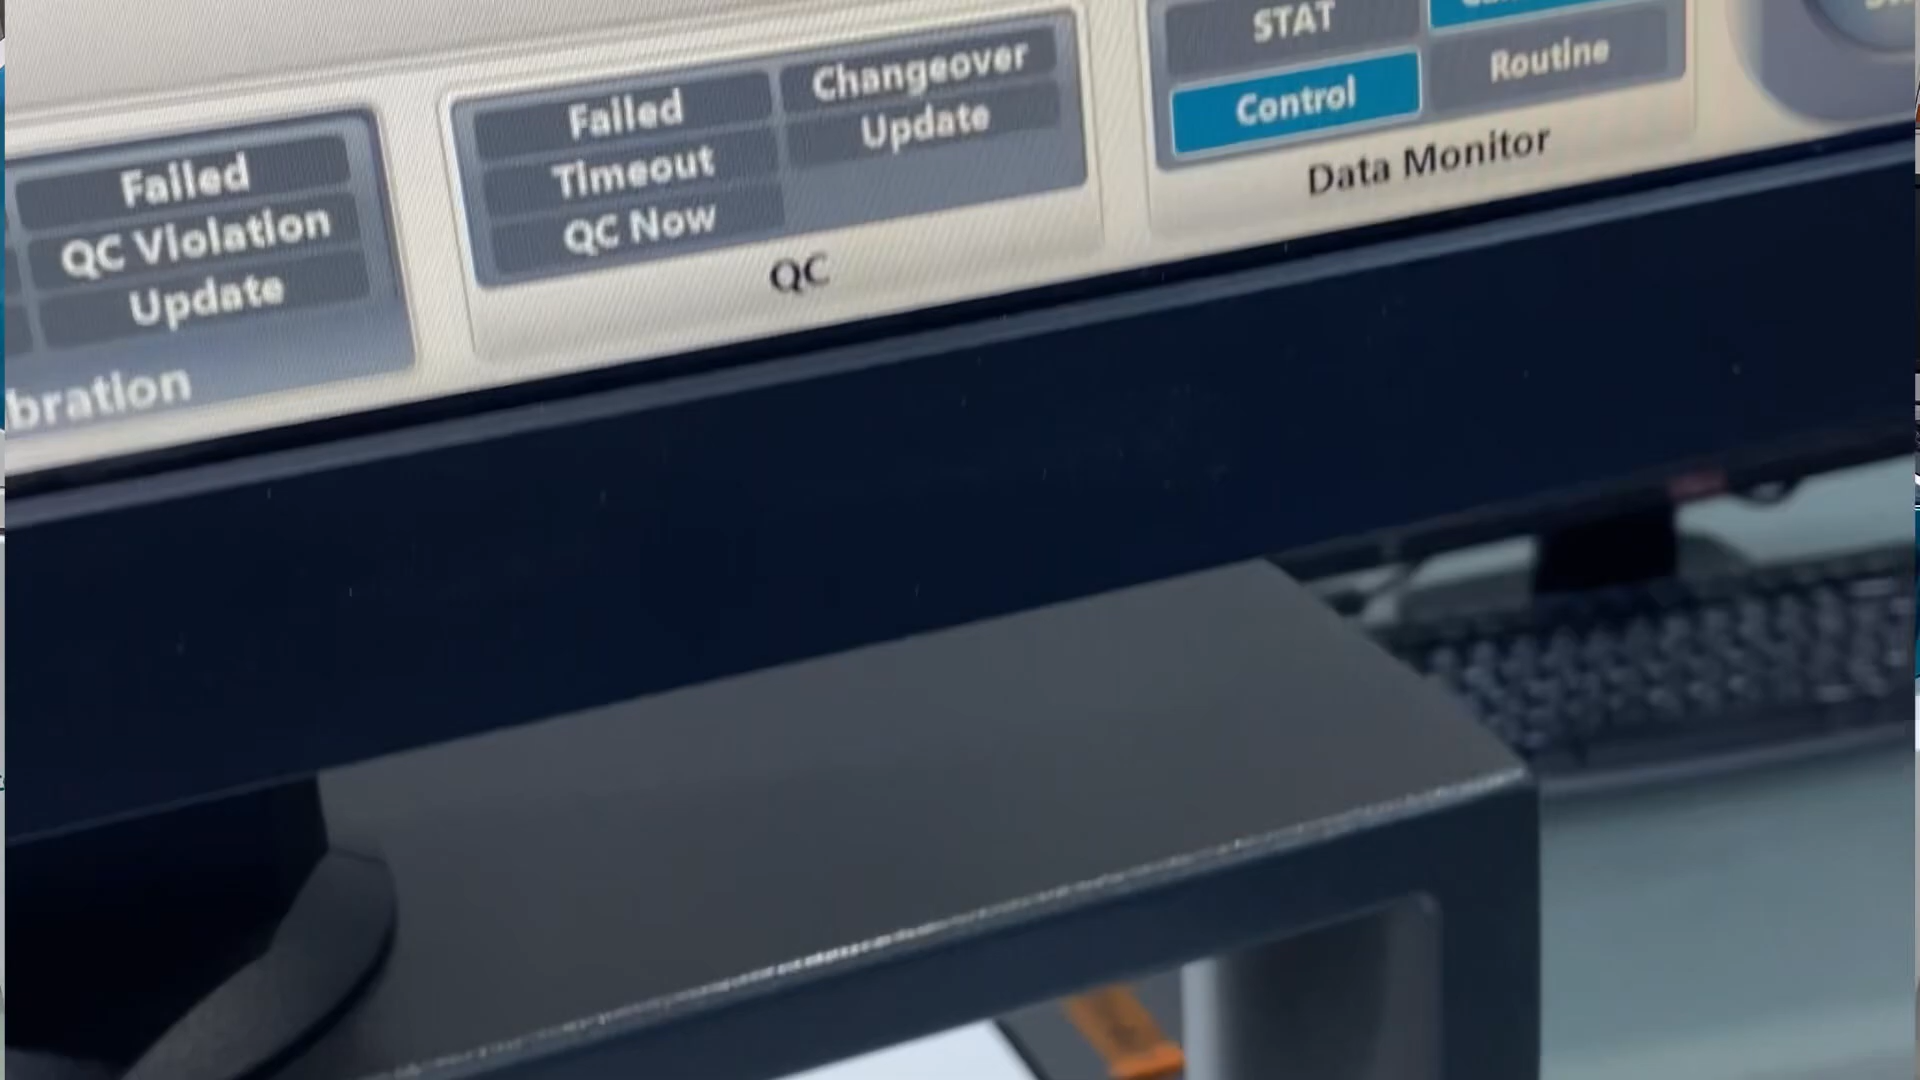 Failed
QC Violation
Update
bration
Failed
Timeout
QC Now
Changeover
Update
QC
STAT
Control
Routine
Data Monitor